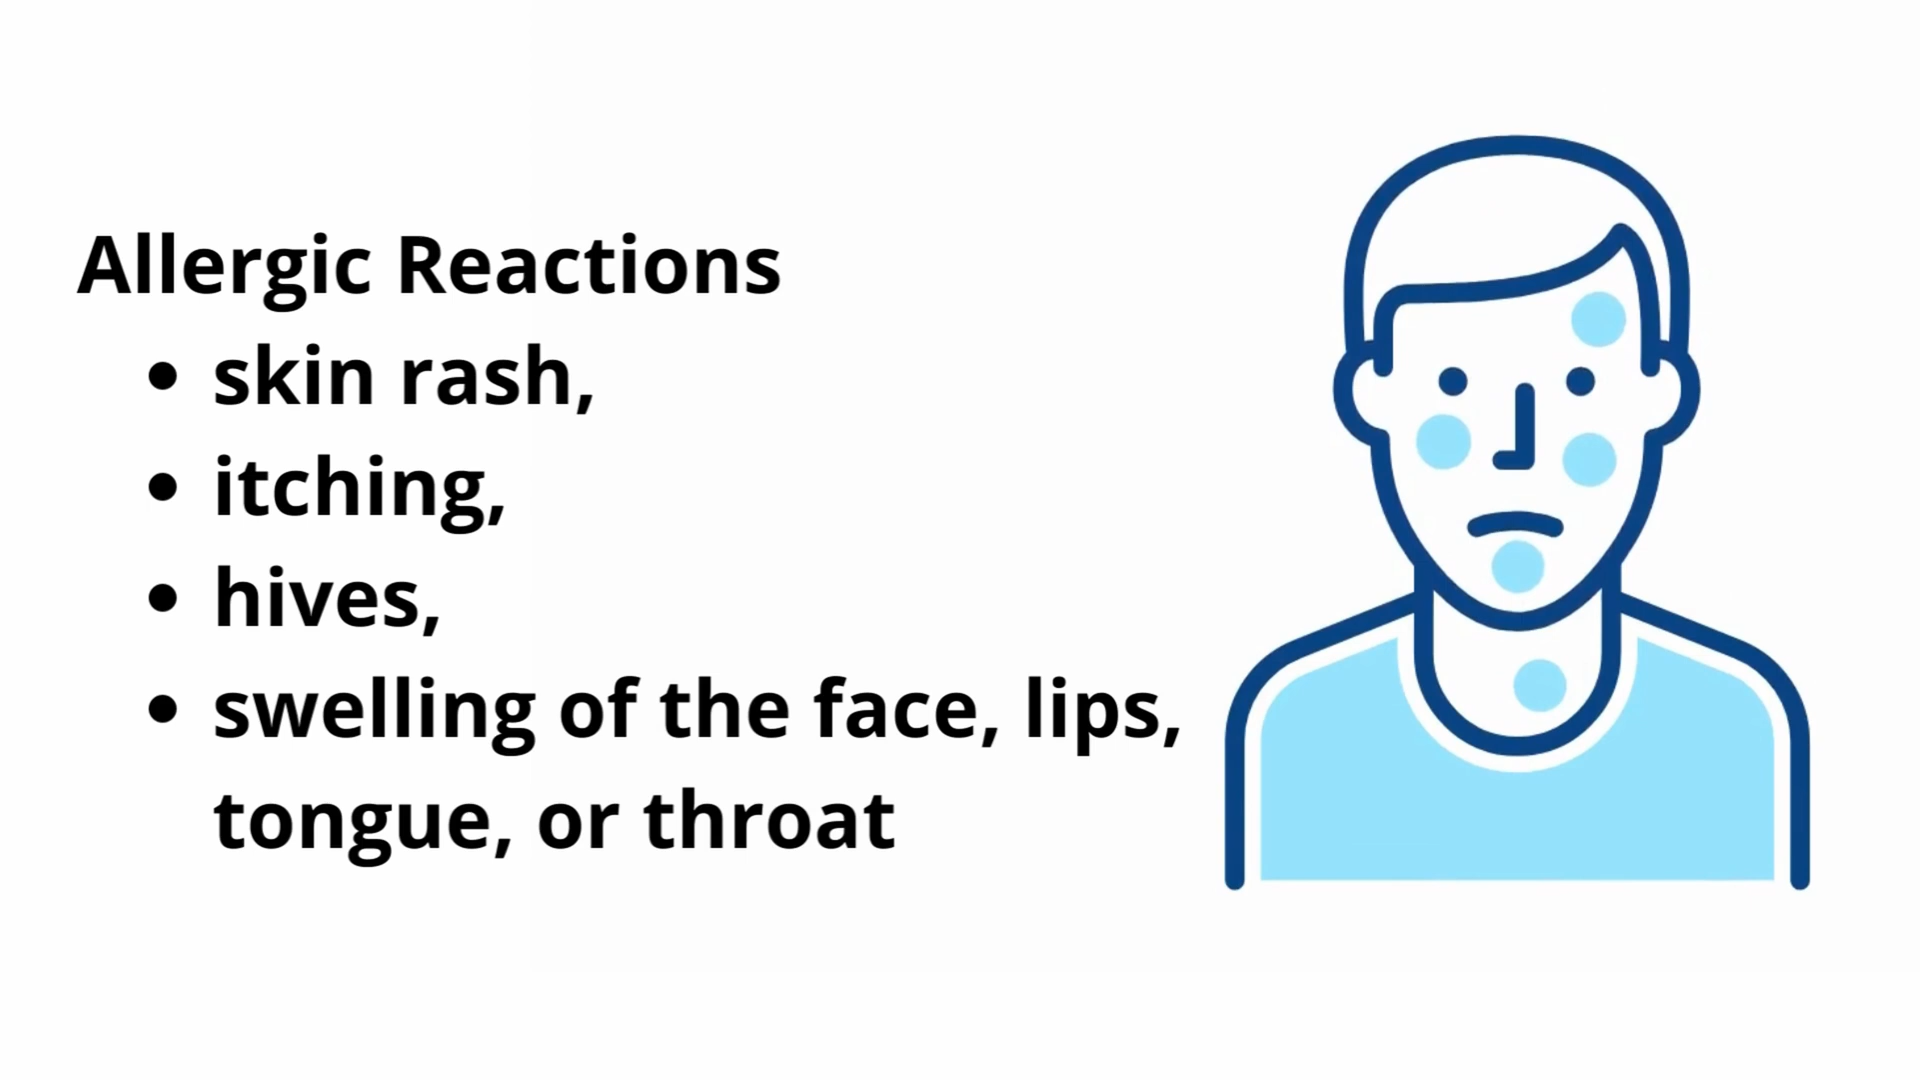 Allergic Reactions
• skin rash,
• itching,
• hives,
• swelling of the face, lips,
tongue, or throat